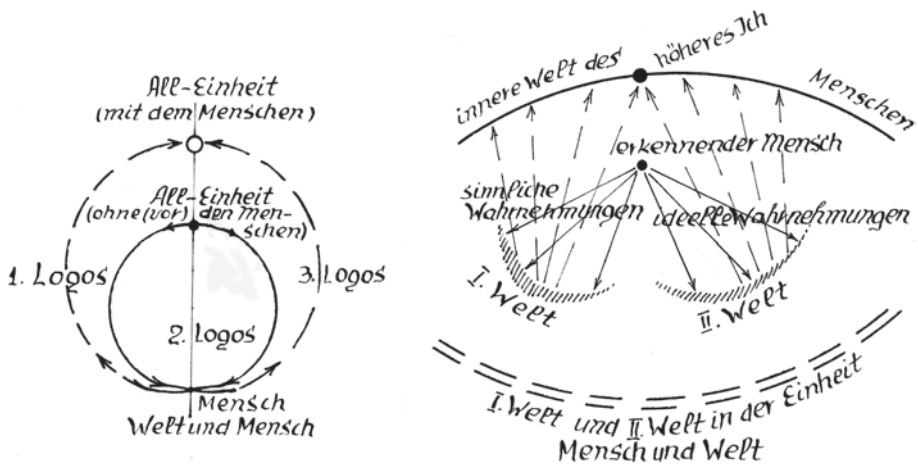 All-Einheit
(mit dem Menschen)
All-Einheit
(ohne (vor) den Men-
schen)
1. Logos
3. Logos
2. Logos
Mensch
Welt und Mensch
innere Welt des
höheres Ich
Menschen
erkennender Mensch
sinnliche
Wahrnehmungen
ideelle Wahrnehmungen
I. Welt
II. Welt
I. Welt und II. Welt in der Einheit
Mensch und Welt